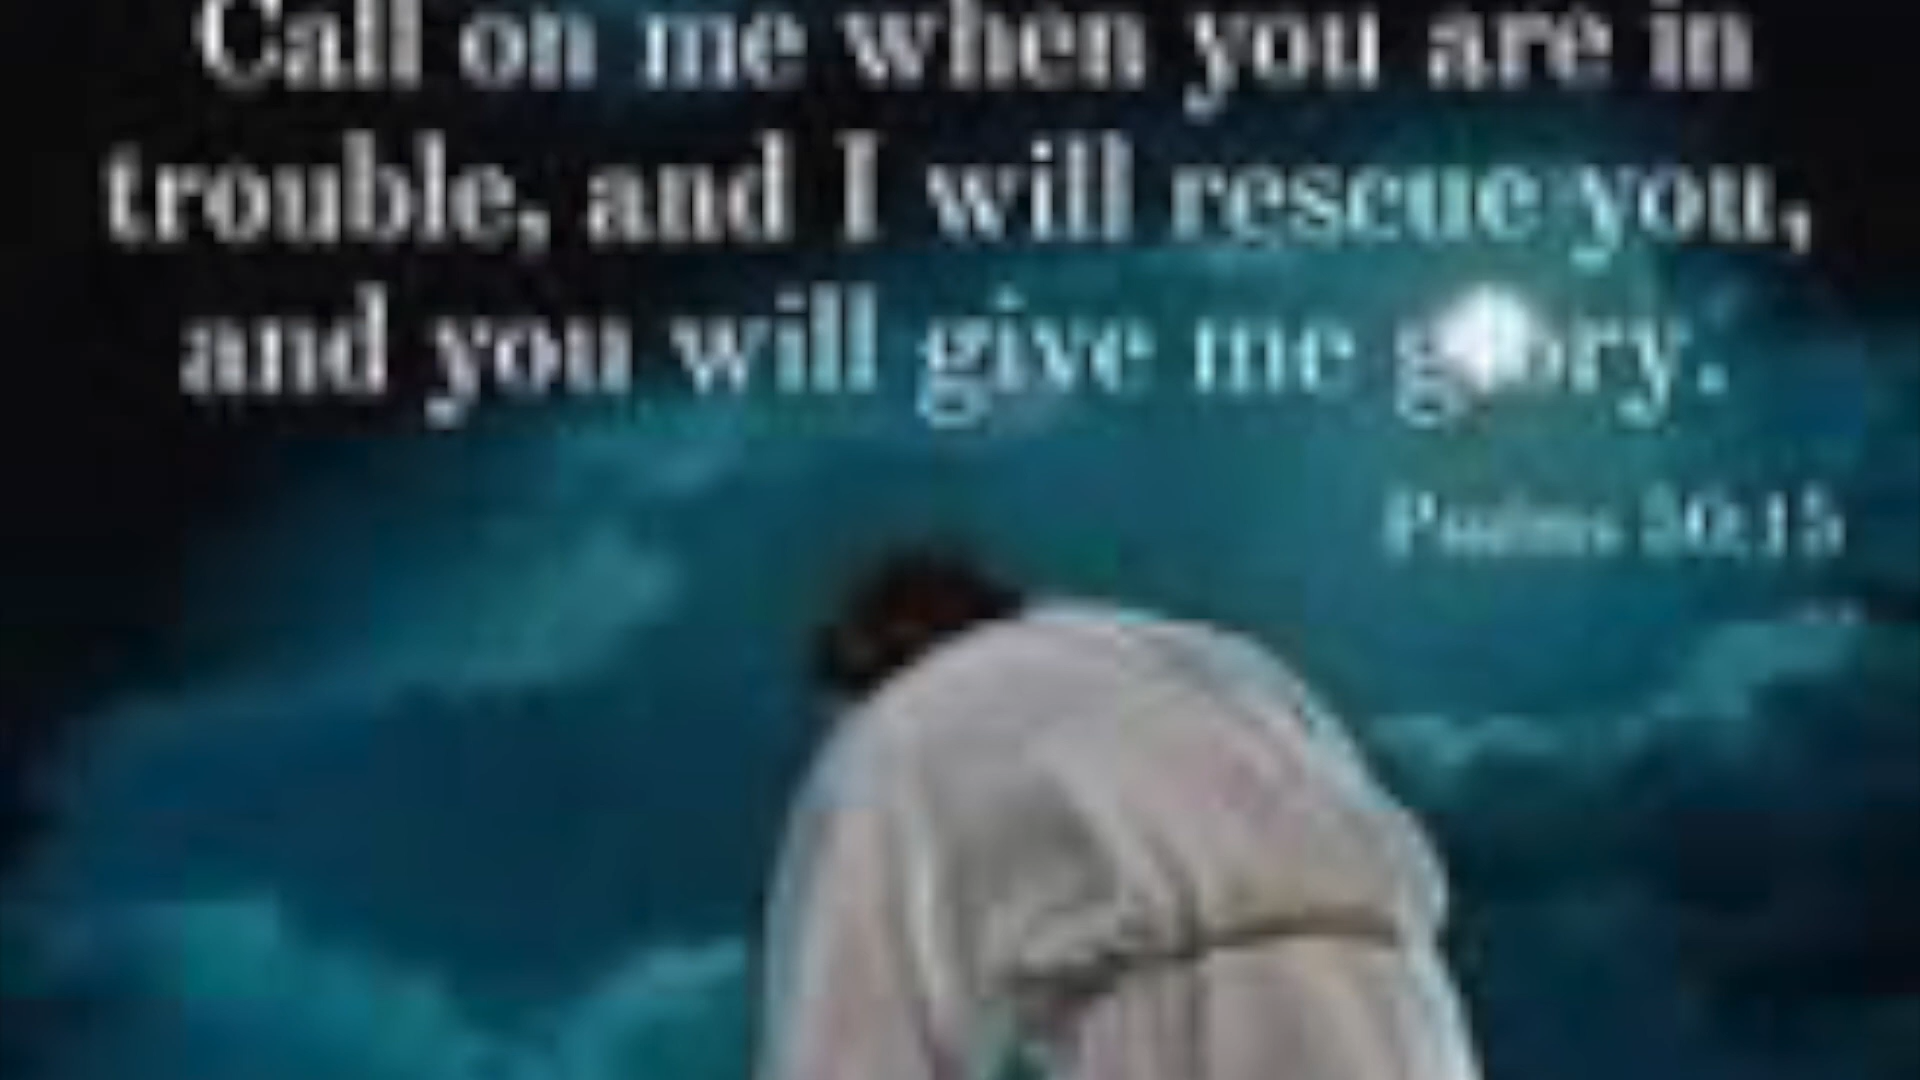 Call on me when you are in
trouble, and I will rescue you,
and you will give me glory.
Psalms 50:15